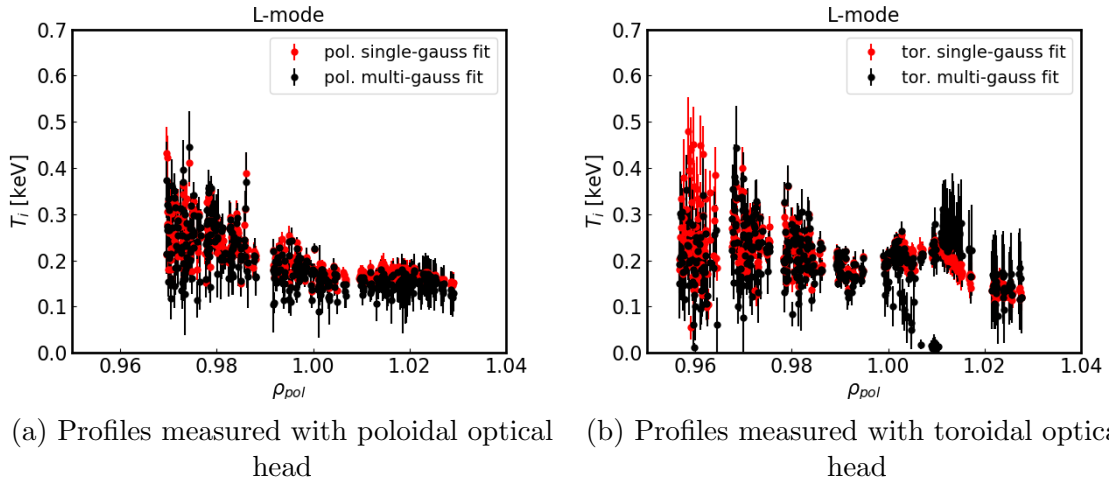 L-mode
0.7
0.6
0.5
0.4
0.3
0.2
0.1
0.0
T_i [keV]
pol. single-gauss fit
pol. multi-gauss fit
0.96 0.98 1.00 1.02 1.04
ρ_pol
(a) Profiles measured with poloidal optical
head
L-mode
0.7
0.6
0.5
0.4
0.3
0.2
0.1
0.0
T_i [keV]
tor. single-gauss fit
tor. multi-gauss fit
0.96 0.98 1.00 1.02 1.04
ρ_pol
(b) Profiles measured with toroidal optica
head